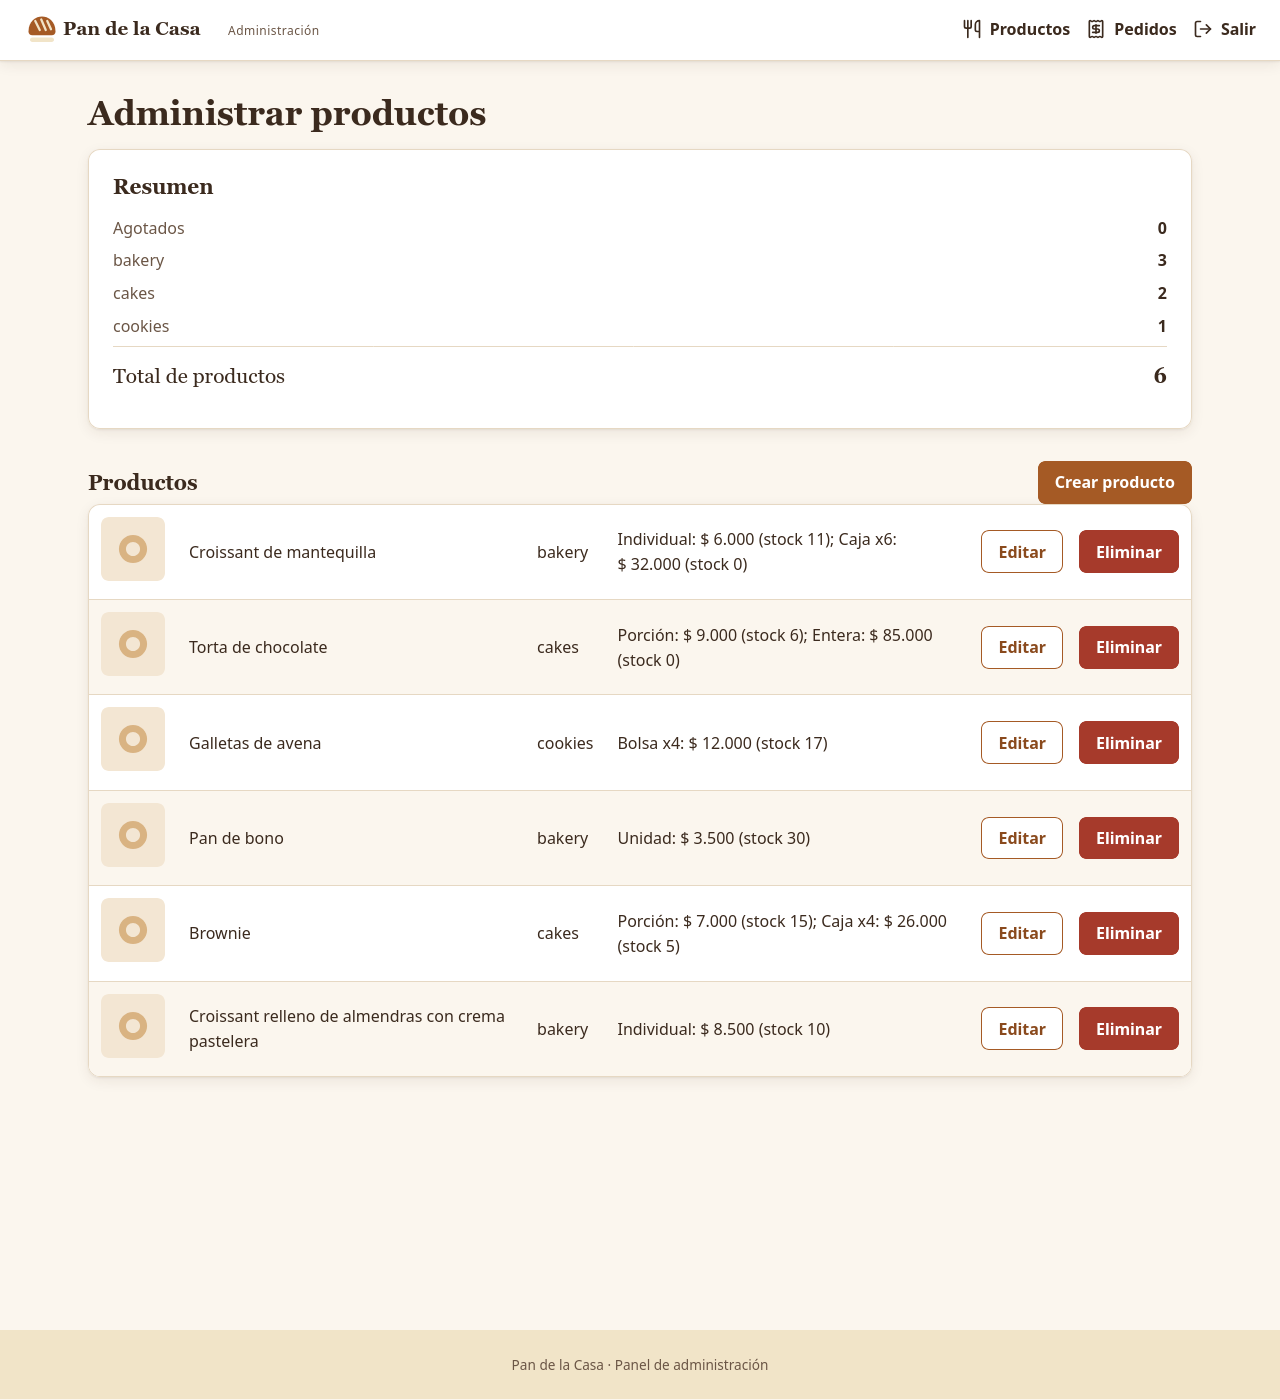 Pan de la Casa
Administración
Productos
Pedidos
Salir
Administrar productos
Resumen
Agotados 0
bakery 3
cakes 2
cookies 1
Total de productos 6
Productos
Crear producto
Croissant de mantequilla
bakery
Individual: $ 6.000 (stock 11); Caja x6:
$ 32.000 (stock 0)
Editar
Eliminar
Torta de chocolate
cakes
Porción: $ 9.000 (stock 6); Entera: $ 85.000
(stock 0)
Editar
Eliminar
Galletas de avena
cookies
Bolsa x4: $ 12.000 (stock 17)
Editar
Eliminar
Pan de bono
bakery
Unidad: $ 3.500 (stock 30)
Editar
Eliminar
Brownie
cakes
Porción: $ 7.000 (stock 15); Caja x4: $ 26.000
(stock 5)
Editar
Eliminar
Croissant relleno de almendras con crema
pastelera
bakery
Individual: $ 8.500 (stock 10)
Editar
Eliminar
Pan de la Casa · Panel de administración